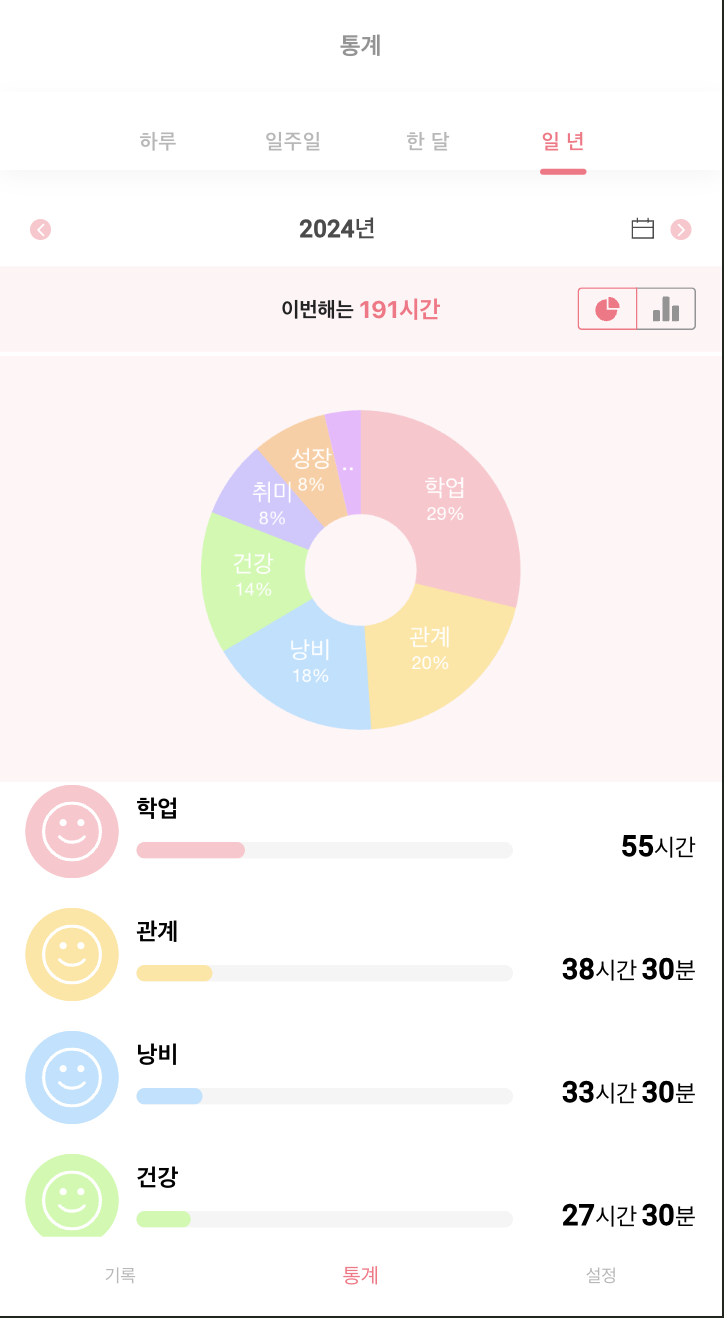 통계
하루 일주일 한 달 일 년
2024년
이번해는 191시간
학업
29%
관계
20%
낭비
18%
건강
14%
취미
8%
성장
8%
..
학업
55시간
관계
38시간 30분
낭비
33시간 30분
건강
27시간 30분
기록 통계 설정